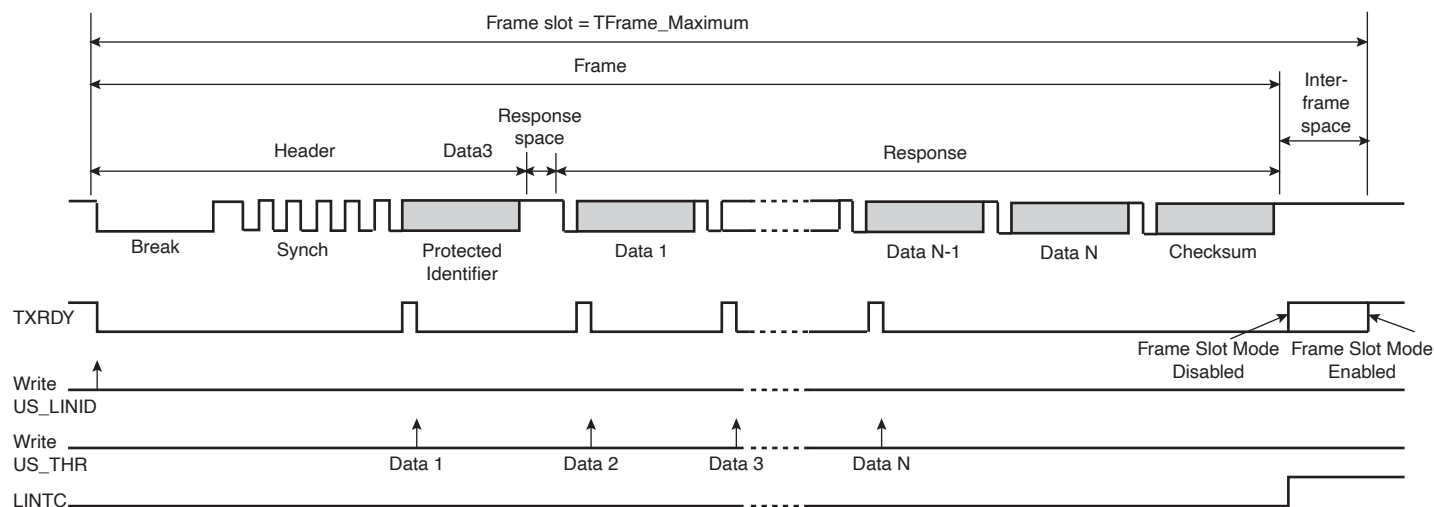 Frame slot = TFrame_Maximum
Frame
Inter-
frame
space
Response
space
Header
Data3
Response
Break
Synch
Protected
Identifier
Data 1
Data N-1
Data N
Checksum
TXRDY
Frame Slot Mode
Disabled
Frame Slot Mode
Enabled
Write
US_LINID
Write
US_THR
Data 1
Data 2
Data 3
Data N
LINTC